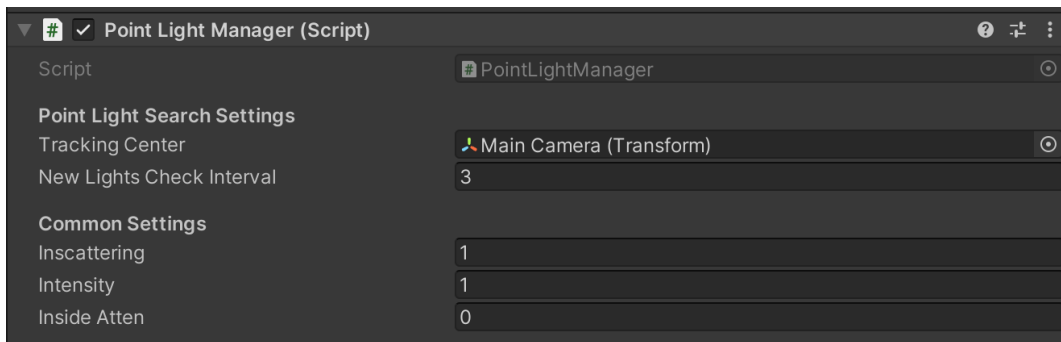 Point Light Manager (Script)
Script PointLightManager
Point Light Search Settings
Tracking Center Main Camera (Transform)
New Lights Check Interval 3
Common Settings
Inscattering 1
Intensity 1
Inside Atten 0